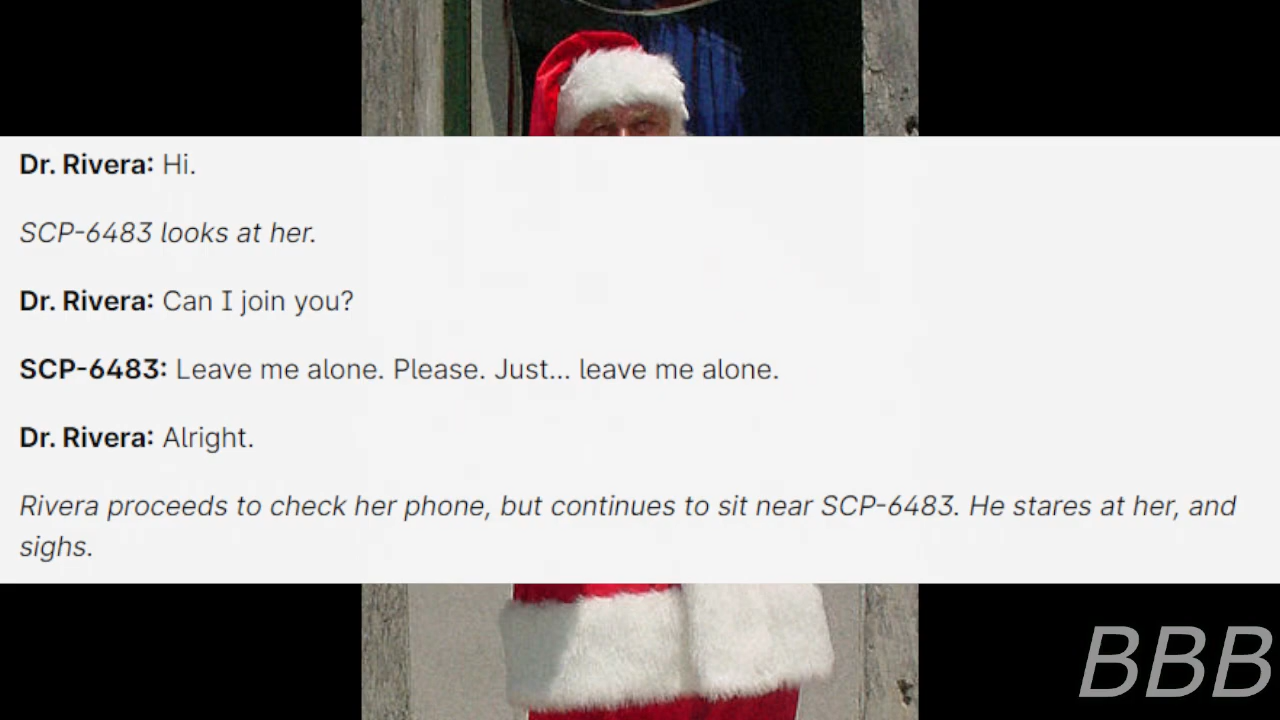 Dr. Rivera: Hi.
SCP-6483 looks at her.
Dr. Rivera: Can I join you?
SCP-6483: Leave me alone. Please. Just... leave me alone.
Dr. Rivera: Alright.
Rivera proceeds to check her phone, but continues to sit near SCP-6483. He stares at her, and
sighs.
BBB